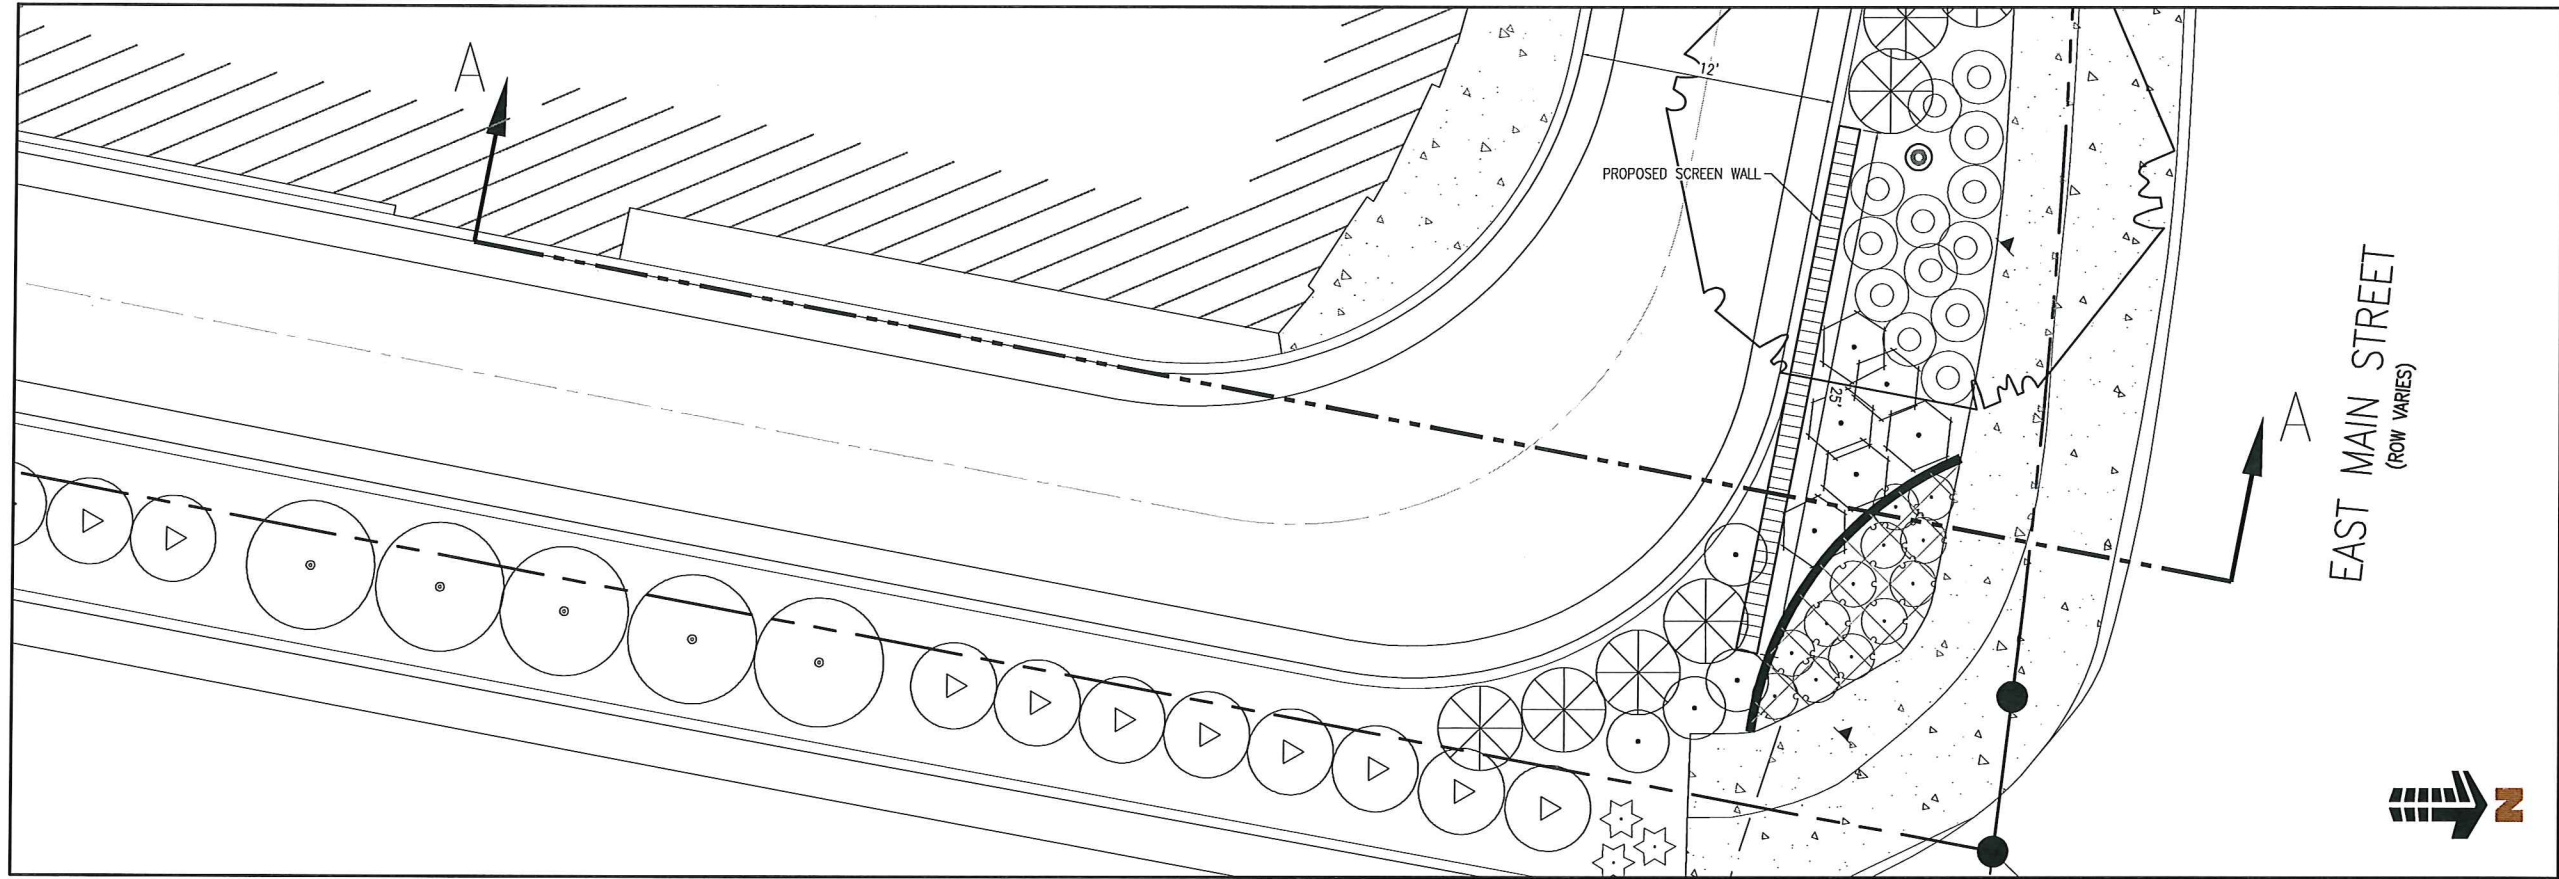 A
12'
PROPOSED SCREEN WALL
25'
A
EAST MAIN STREET
(ROW VARIES)
N